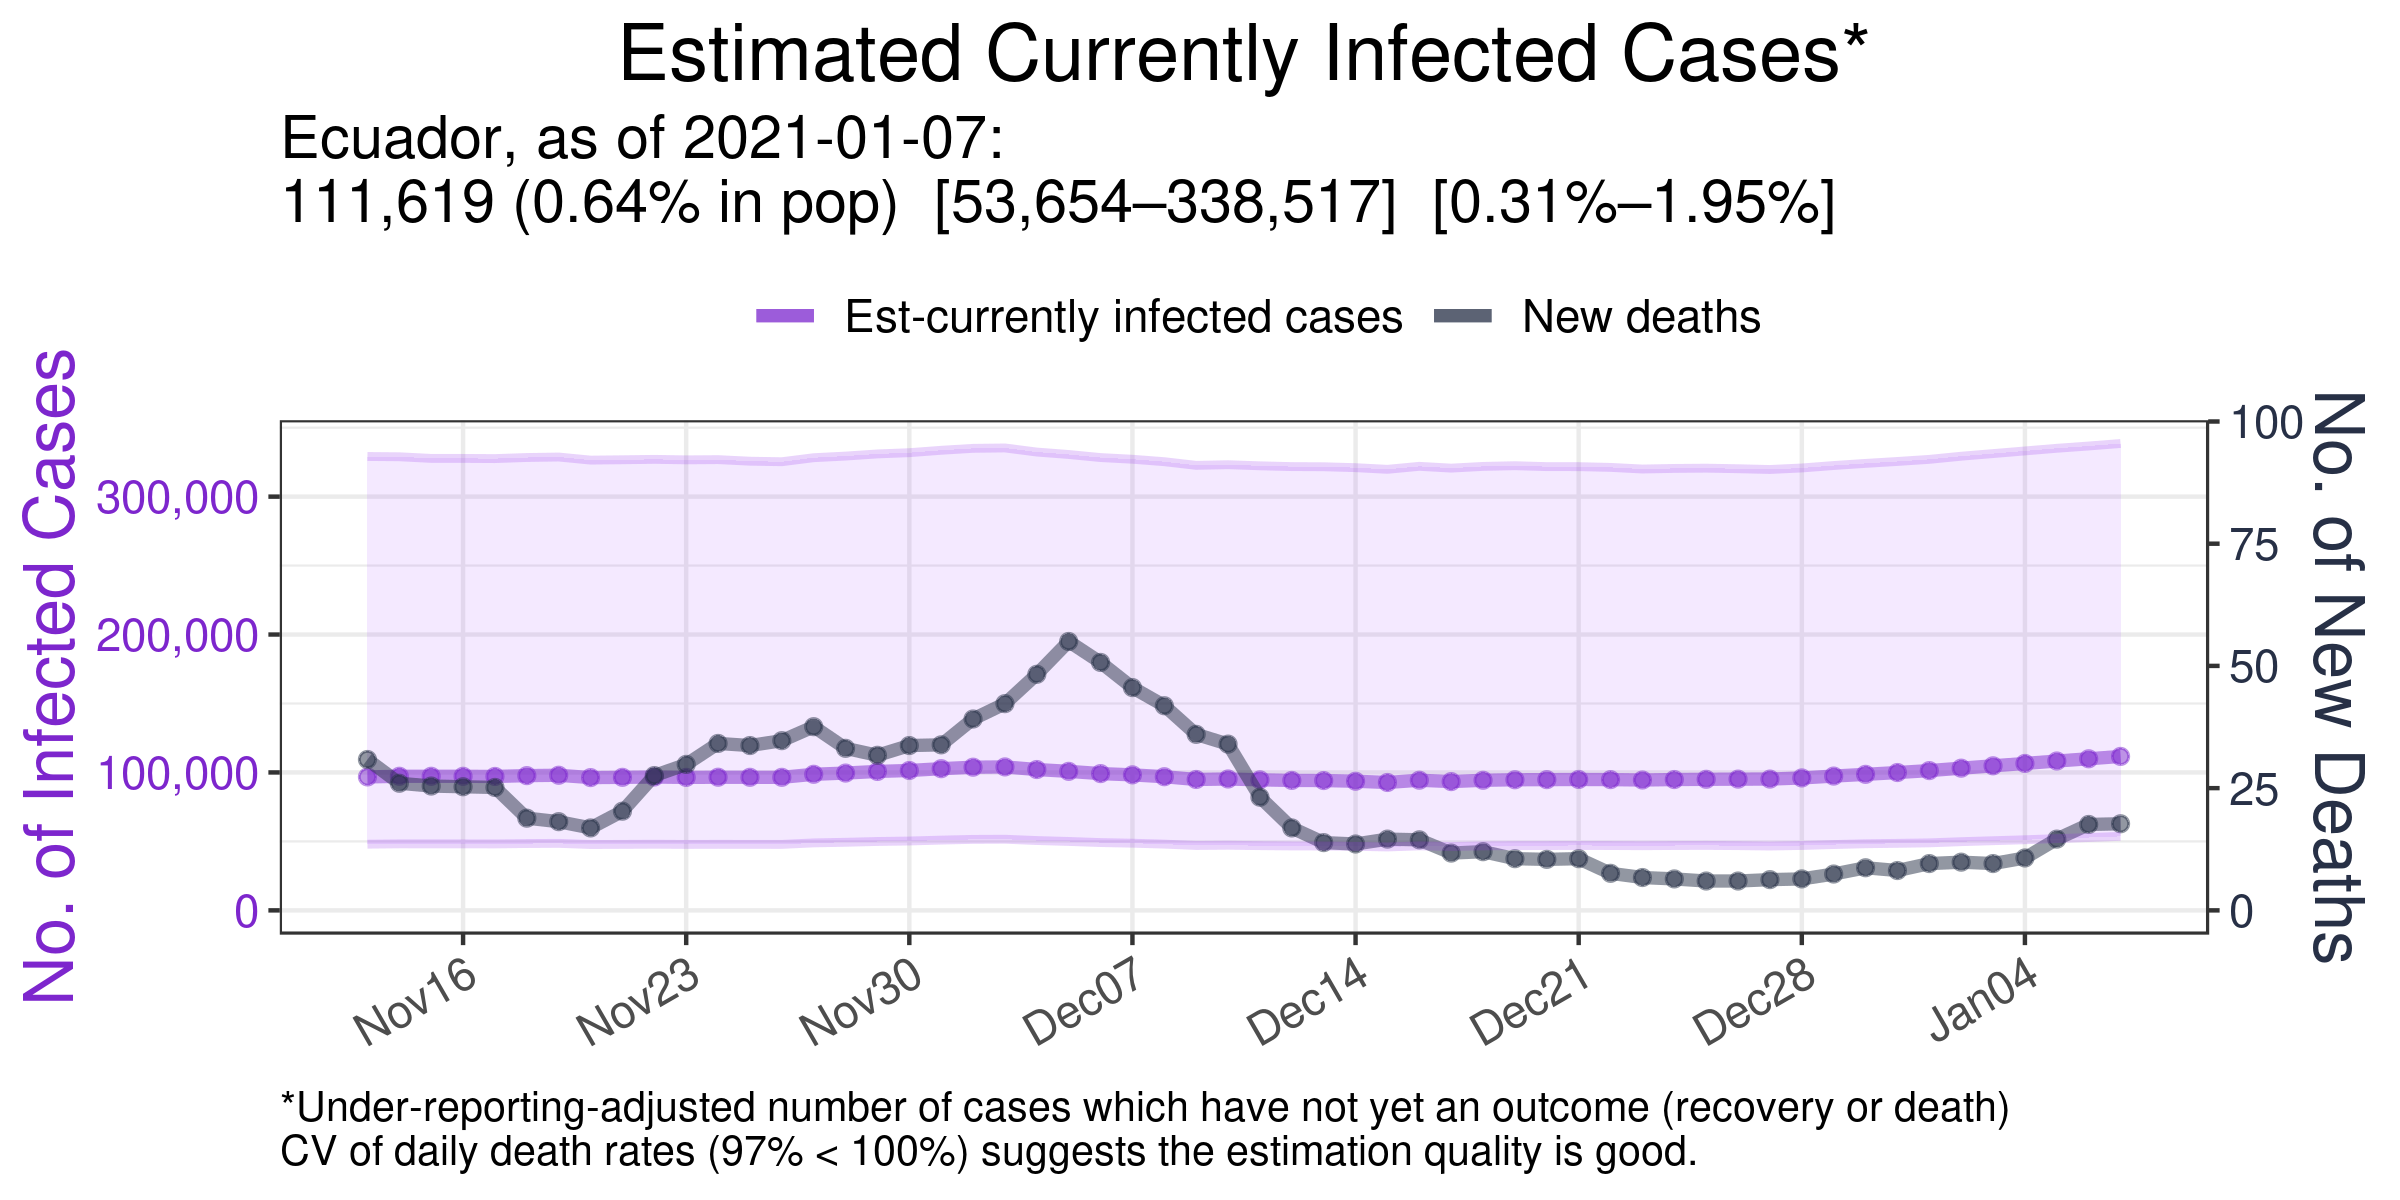 Estimated Currently Infected Cases*
Ecuador, as of 2021-01-07:
111,619 (0.64% in pop)  [53,654–338,517]  [0.31%–1.95%]
Est-currently infected cases
New deaths
No. of Infected Cases
300,000
200,000
100,000
0
100
75
50
25
0
No. of New Deaths
Nov16
Nov23
Nov30
Dec07
Dec14
Dec21
Dec28
Jan04
*Under-reporting-adjusted number of cases which have not yet an outcome (recovery or death)
CV of daily death rates (97% < 100%) suggests the estimation quality is good.